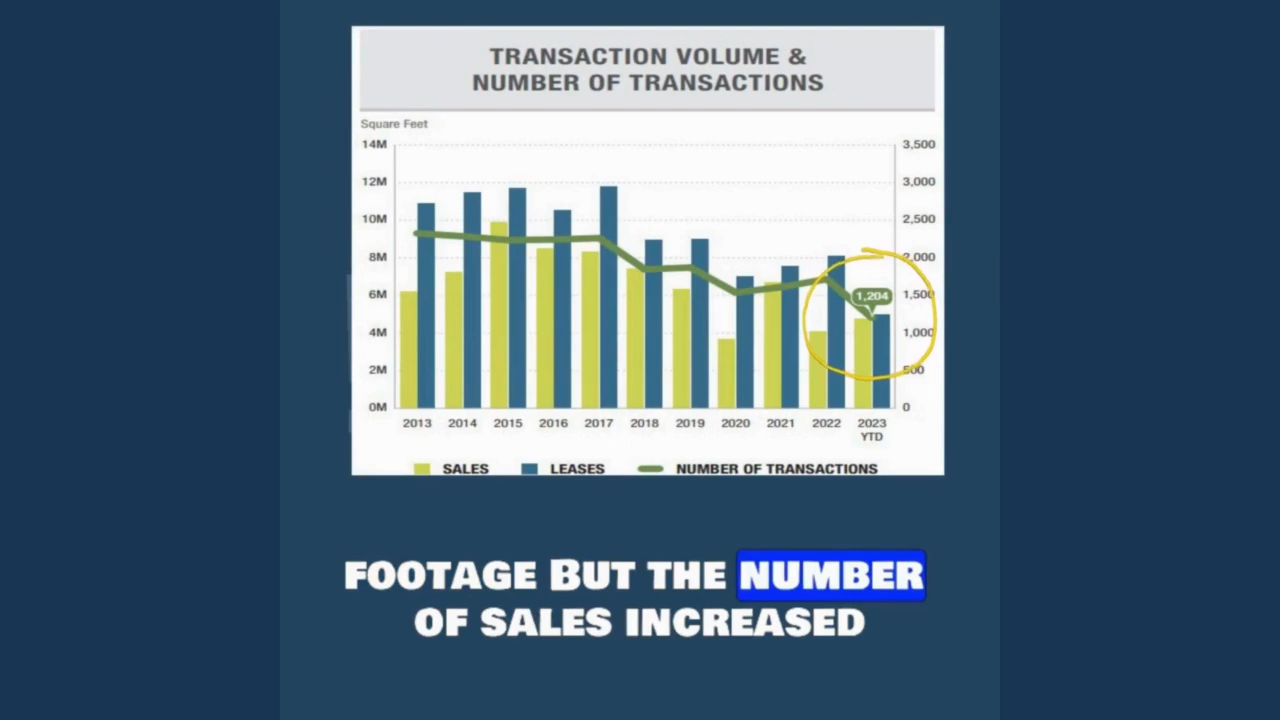 TRANSACTION VOLUME &
NUMBER OF TRANSACTIONS
Square Feet
14M 3,500
12M 3,000
10M 2,500
8M 2,000
6M 1,500
1,204
4M 1,000
2M 500
0M 0
2013 2014 2015 2016 2017 2018 2019 2020 2021 2022 2023
YTD
SALES LEASES NUMBER OF TRANSACTIONS
FOOTAGE BUT THE NUMBER
OF SALES INCREASED